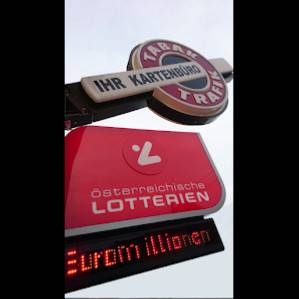 TABAK
IHR KARTENBÜRO
TRAFIK
österreichische
LOTTERIEN
Euromillionen